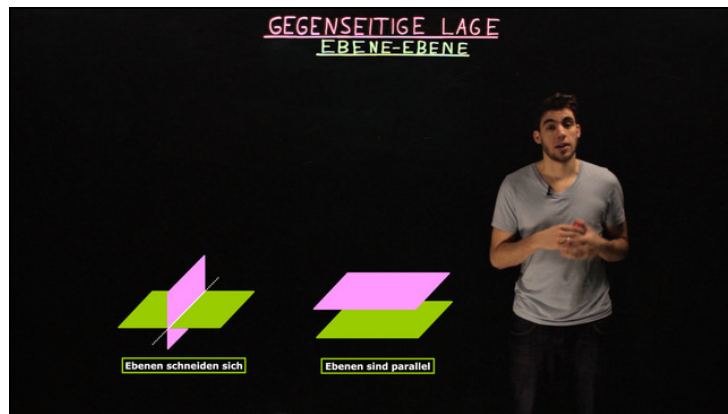 GEGENSEITIGE LAGE
EBENE-EBENE
Ebenen schneiden sich
Ebenen sind parallel